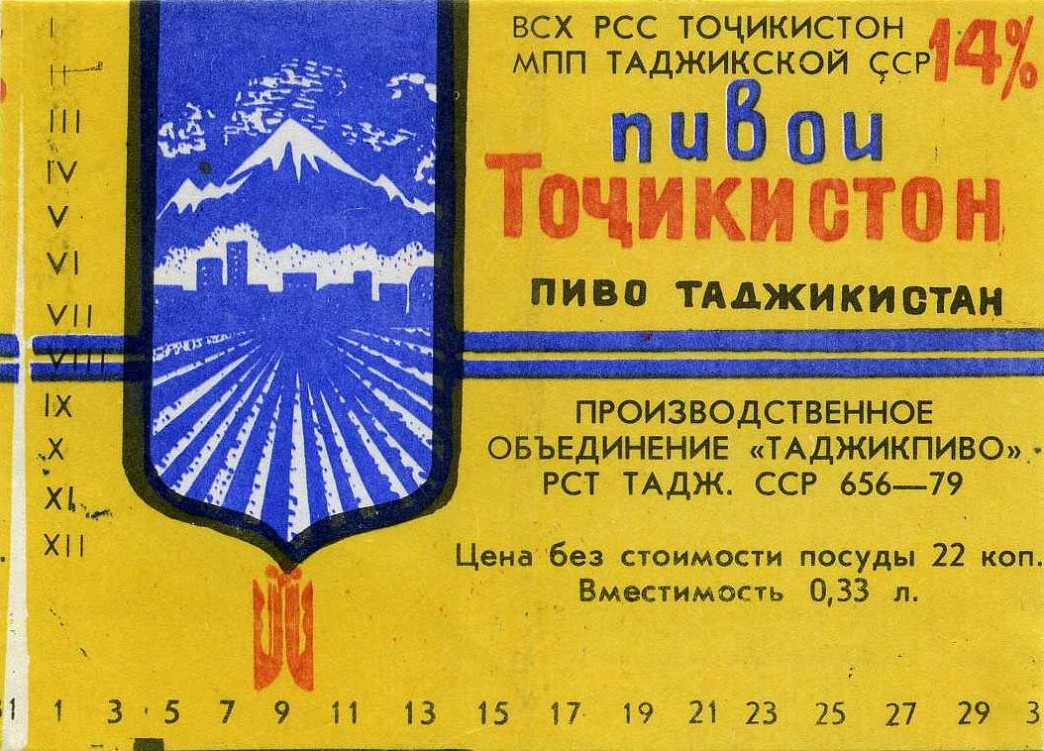 I
II
III
IV
V
VI
VII
VIII
IX
X
XI
XII
ВСХ РСС ТОҶИКИСТОН
МПП ТАДЖИКСКОЙ ССР
14%
пивои
Тоҷикистон
ПИВО ТАДЖИКИСТАН
ПРОИЗВОДСТВЕННОЕ
ОБЪЕДИНЕНИЕ «ТАДЖИКПИВО»
РСТ ТАДЖ. ССР 656—79
Цена без стоимости посуды 22 коп.
Вместимость 0,33 л.
1 3 5 7 9 11 13 15 17 19 21 23 25 27 29